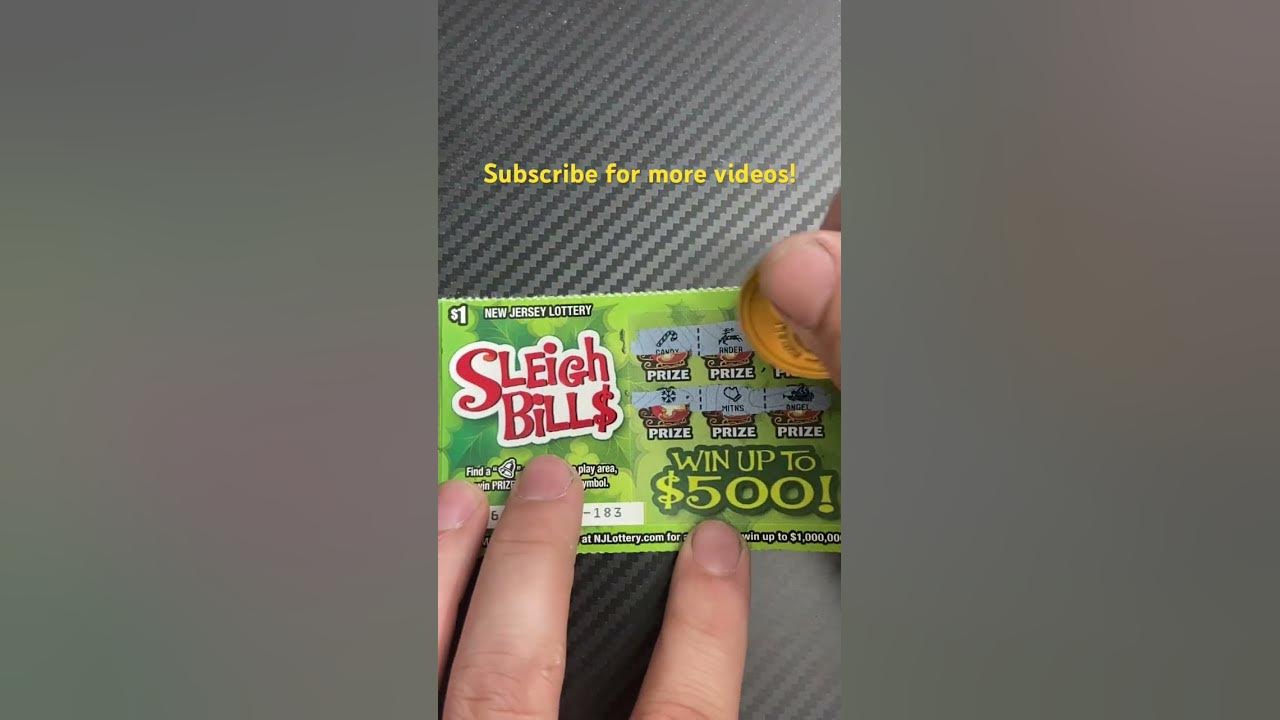 Subscribe for more videos!
$1 NEW JERSEY LOTTERY
SLEIGH
BILL$
Find a " " play area,
win PRIZE symbol.
-183
CANDY ANDER
PRIZE PRIZE
MITNS ANGEL
PRIZE PRIZE PRIZE
WIN UP TO
$500!
at NJLottery.com for win up to $1,000,000